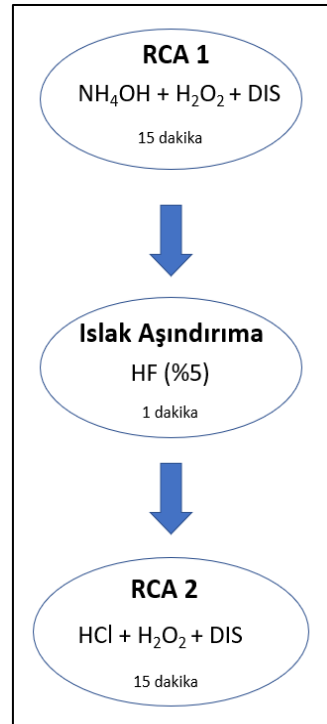 RCA 1
NH₄OH + H₂O₂ + DIS
15 dakika
Islak Aşındırıma
HF (%5)
1 dakika
RCA 2
HCl + H₂O₂ + DIS
15 dakika